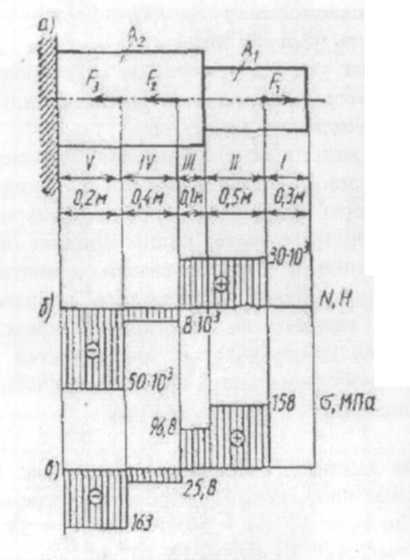 а)
A₂
A₁
F₃
F₂
F₁
V
IV
III
II
I
0,2м
0,4м
0,1м
0,5м
0,3м
30·10³
N, H
б)
8·10³
50·10³
158
σ, МПа
96,8
в)
25,8
163